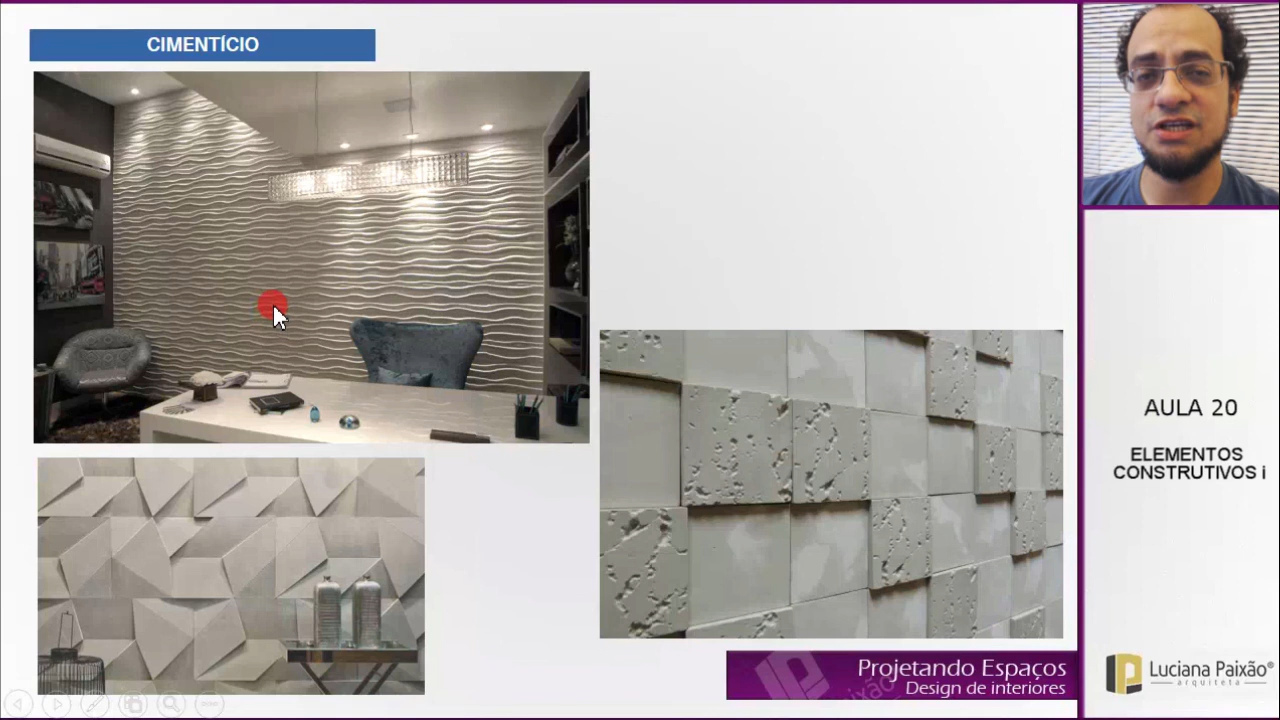 CIMENTÍCIO
AULA 20
ELEMENTOS
CONSTRUTIVOS i
Projetando Espaços
Design de interiores
Luciana Paixão®
arquiteta